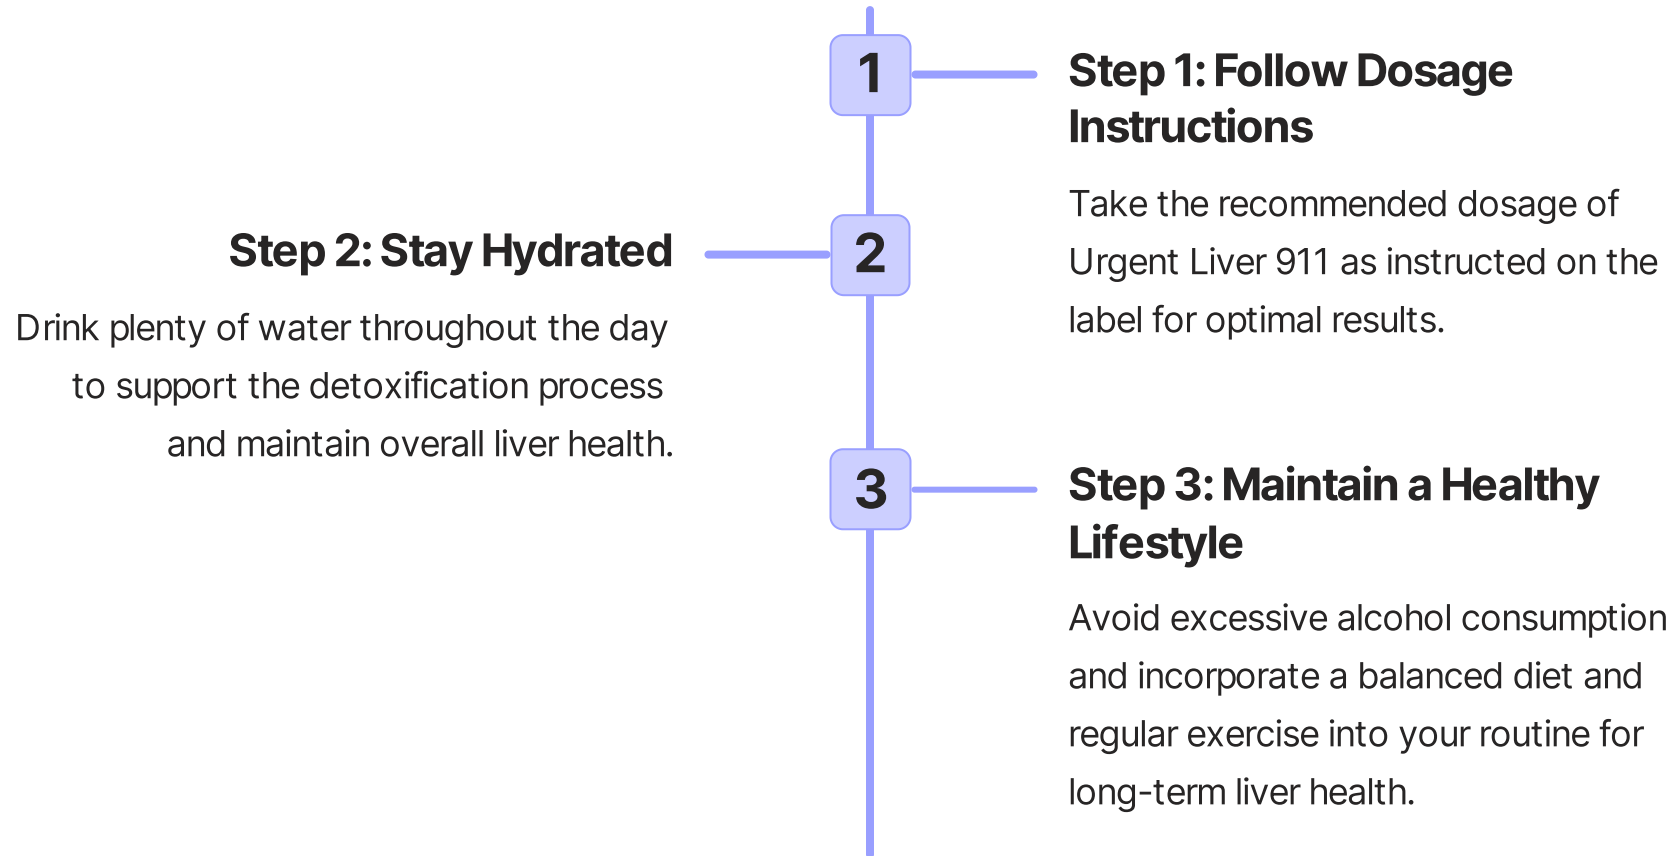 1
Step 1: Follow Dosage
Instructions
Take the recommended dosage of
Urgent Liver 911 as instructed on the
label for optimal results.
2
Step 2: Stay Hydrated
Drink plenty of water throughout the day
to support the detoxification process
and maintain overall liver health.
3
Step 3: Maintain a Healthy
Lifestyle
Avoid excessive alcohol consumption
and incorporate a balanced diet and
regular exercise into your routine for
long-term liver health.